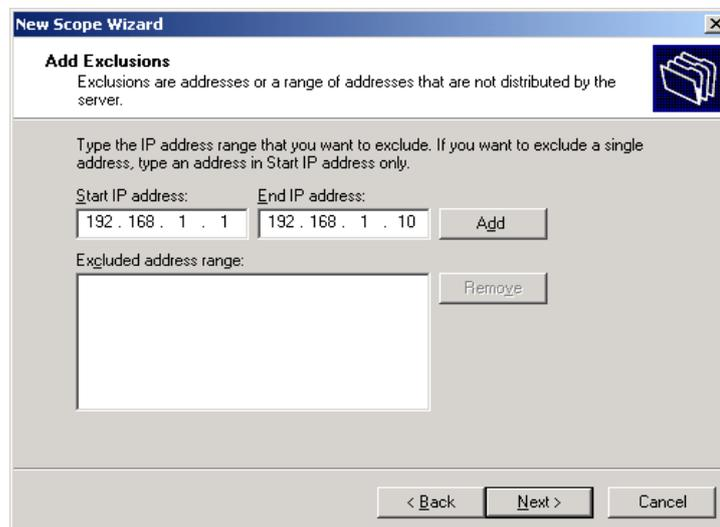 New Scope Wizard
Add Exclusions
Exclusions are addresses or a range of addresses that are not distributed by the
server.
Type the IP address range that you want to exclude. If you want to exclude a single
address, type an address in Start IP address only.
Start IP address: End IP address:
192 . 168 . 1 . 1 192 . 168 . 1 . 10 Add
Excluded address range:
Remove
< Back Next > Cancel